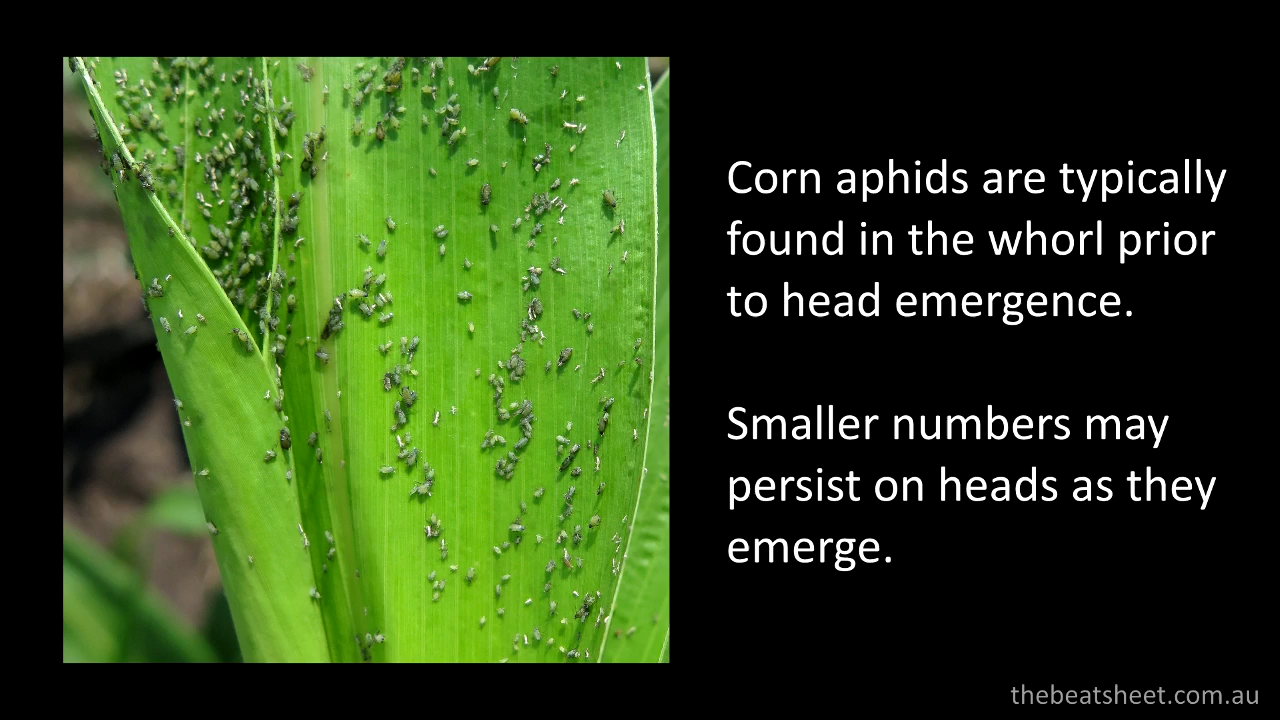 Corn aphids are typically
found in the whorl prior
to head emergence.
Smaller numbers may
persist on heads as they
emerge.
thebeatsheet.com.au